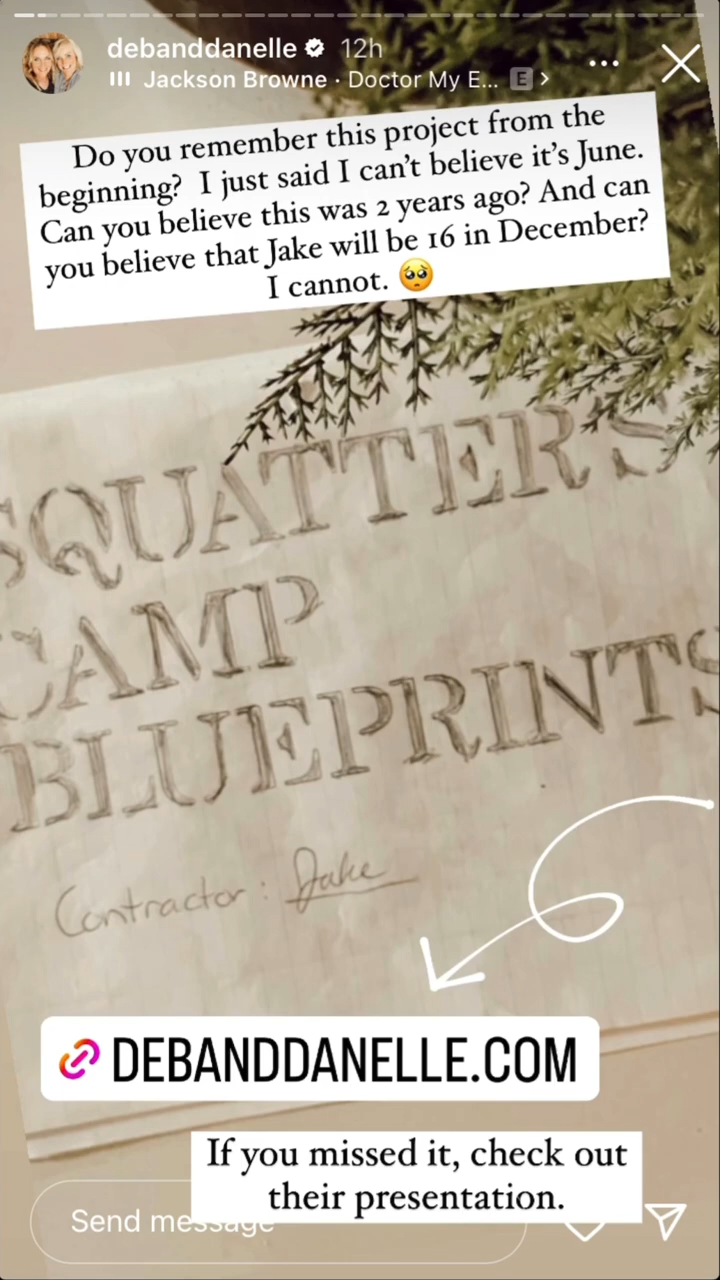 debanddanelle 12h
Jackson Browne · Doctor My E... E >
Do you remember this project from the
beginning? I just said I can't believe it's June.
Can you believe this was 2 years ago? And can
you believe that Jake will be 16 in December?
I cannot. 🥺
SQUATTER'S
CAMP
BLUEPRINTS
Contractor: Jake
DEBANDDANELLE.COM
If you missed it, check out
their presentation.
Send message